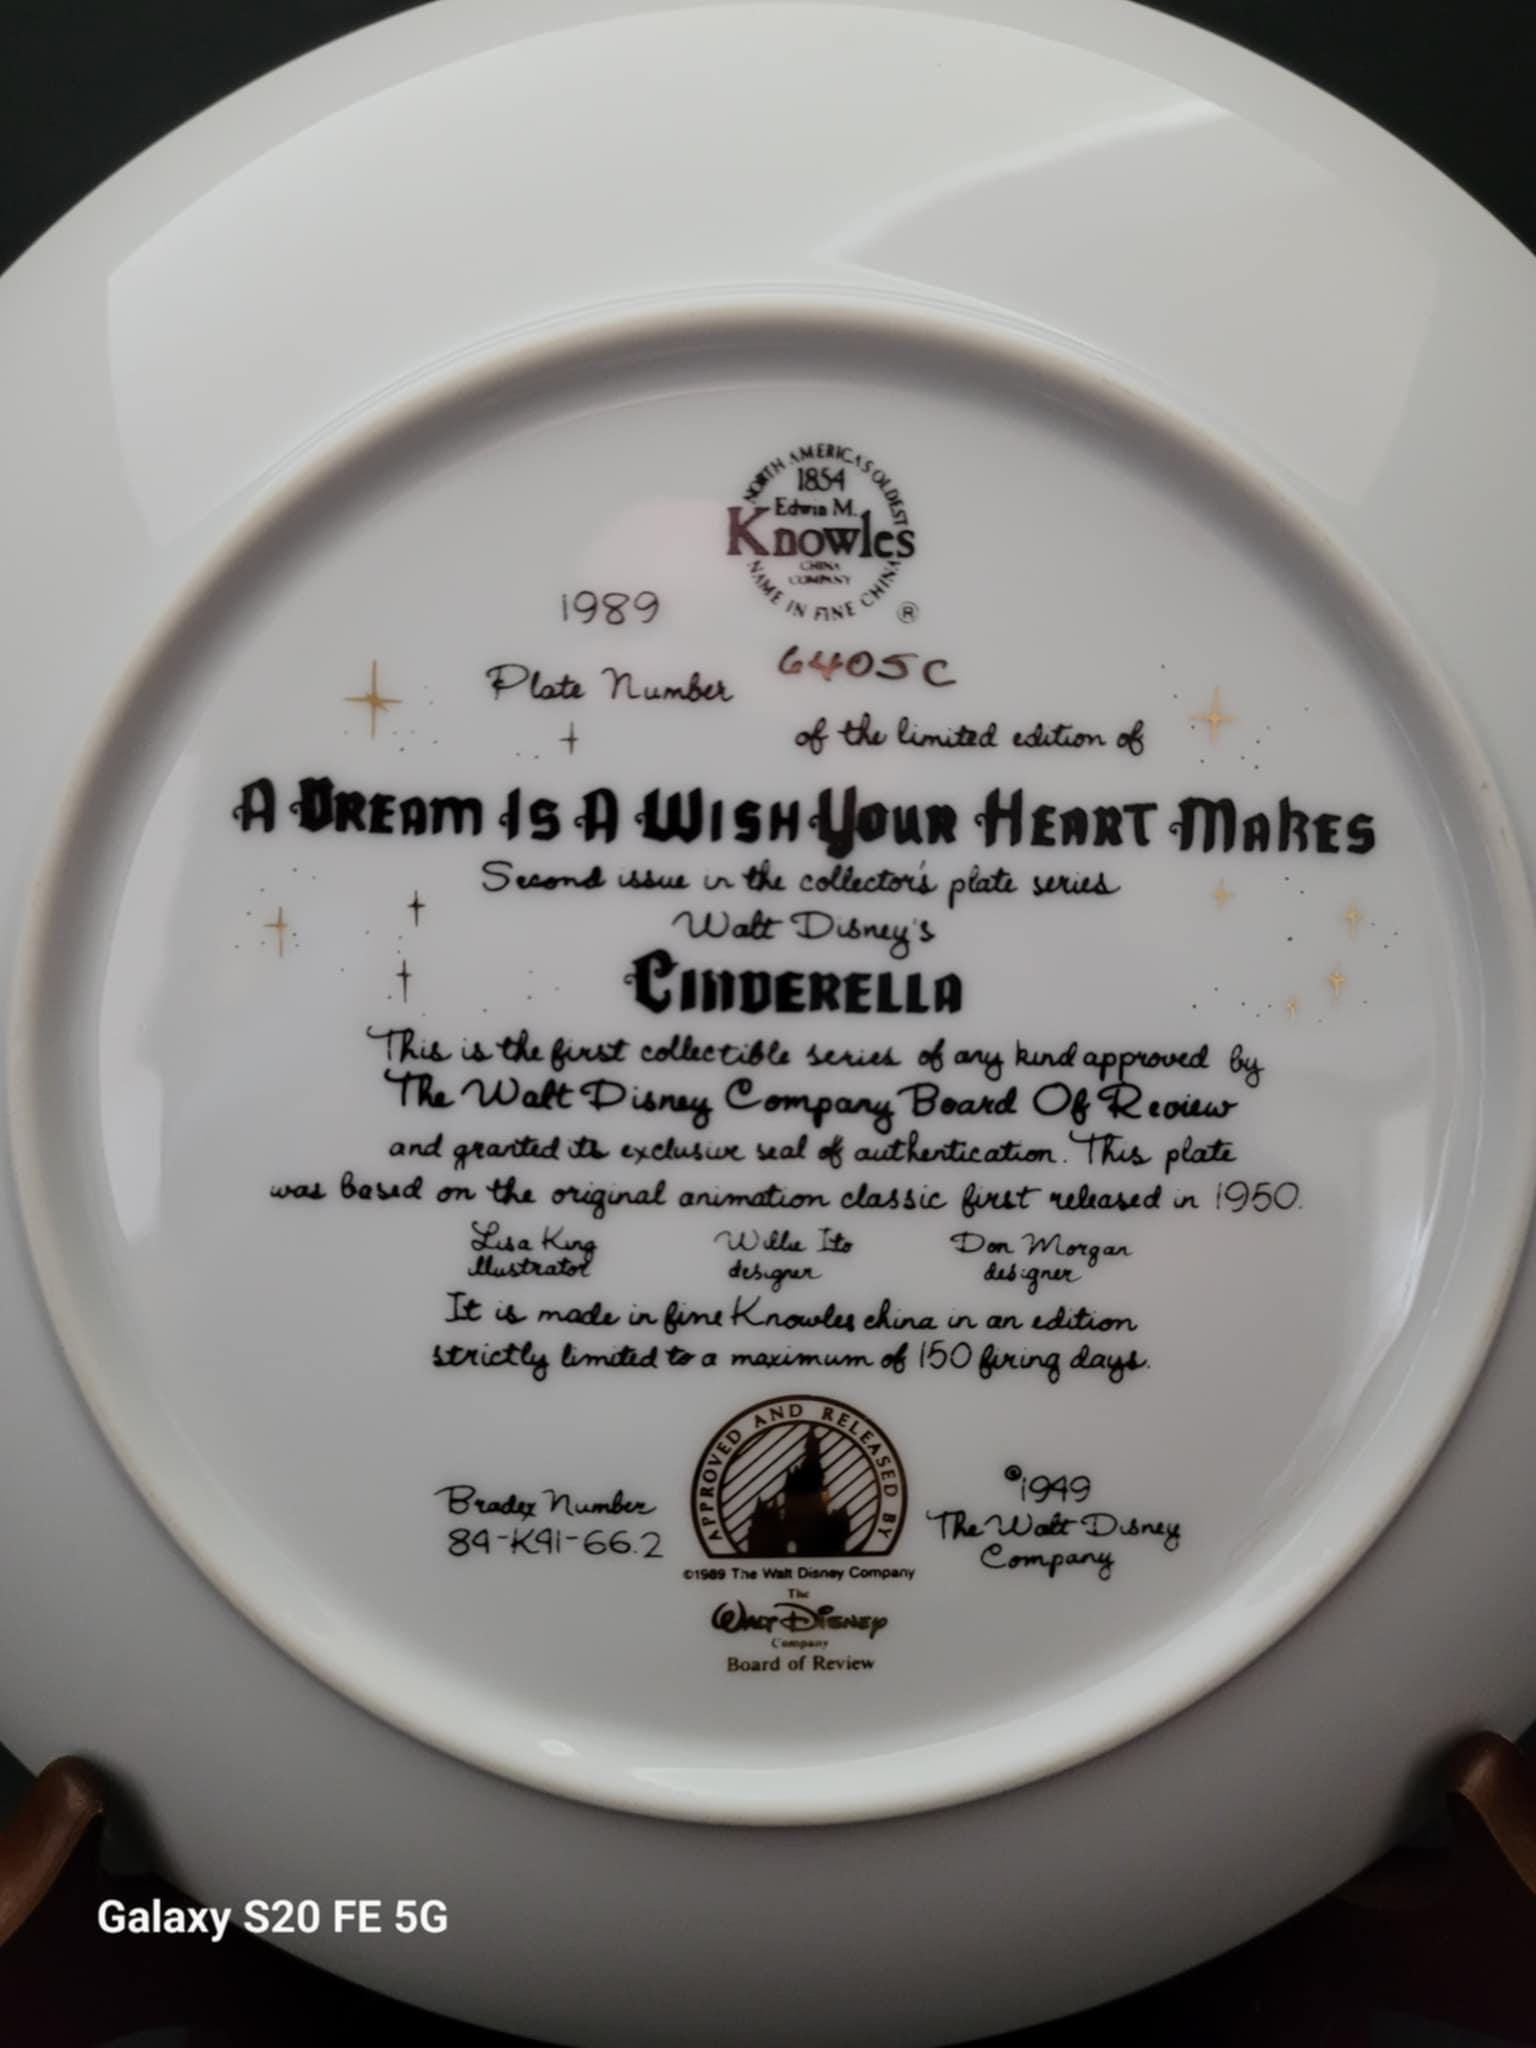 NORTH AMERICA'S OLDEST
1854
Edwin M.
Knowles
CHINA
COMPANY
NAME IN FINE CHINA
®
1989
Plate Number 6405C
of the limited edition of
A DREAM IS A WISH YOUR HEART MAKES
Second issue in the collector's plate series
Walt Disney's
CINDERELLA
This is the first collectible series of any kind approved by
The Walt Disney Company Board Of Review
and granted its exclusive seal of authentication. This plate
was based on the original animation classic first released in 1950.
Lisa King Willie Ito Don Morgan
illustrator designer designer
It is made in fine Knowles china in an edition
strictly limited to a maximum of 150 firing days.
APPROVED AND RELEASED BY
Bradex Number
84-K41-66.2
©1949
The Walt Disney
Company
©1989 The Walt Disney Company
The
WALT DISNEY
Company
Board of Review
Galaxy S20 FE 5G